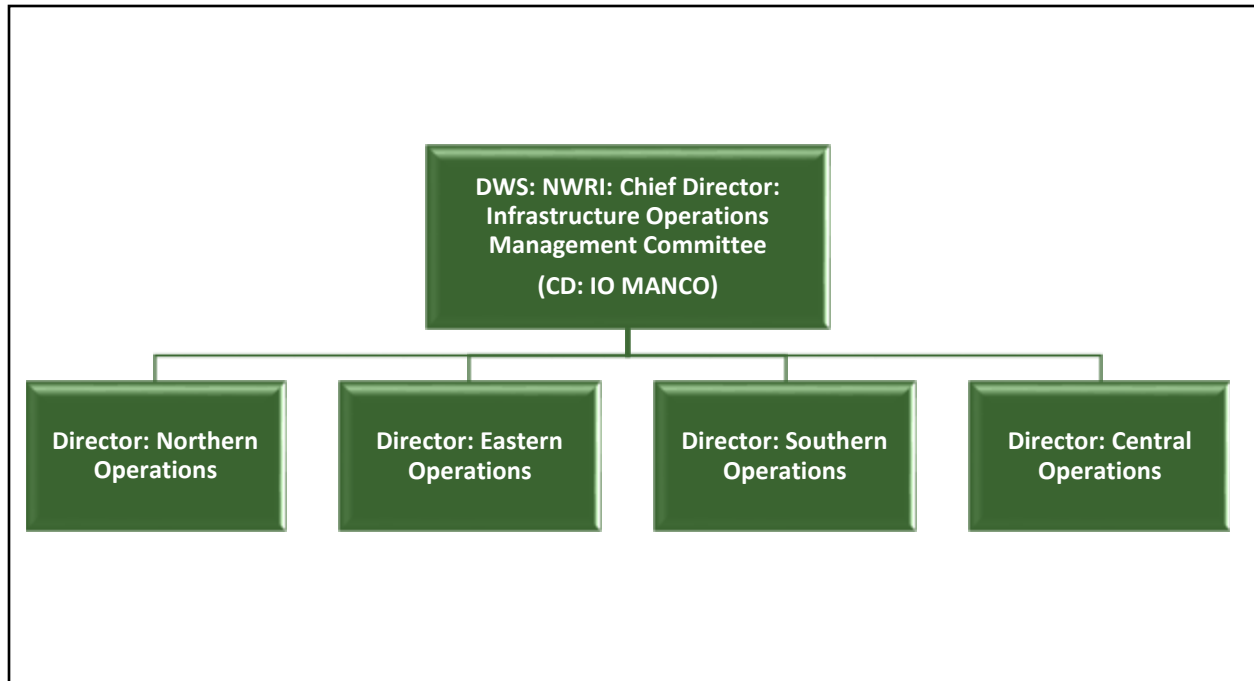 DWS: NWRI: Chief Director:
Infrastructure Operations
Management Committee
(CD: IO MANCO)
Director: Northern
Operations
Director: Eastern
Operations
Director: Southern
Operations
Director: Central
Operations